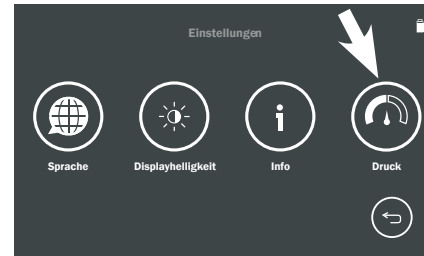 Einstellungen
Sprache
Displayhelligkeit
Info
Druck